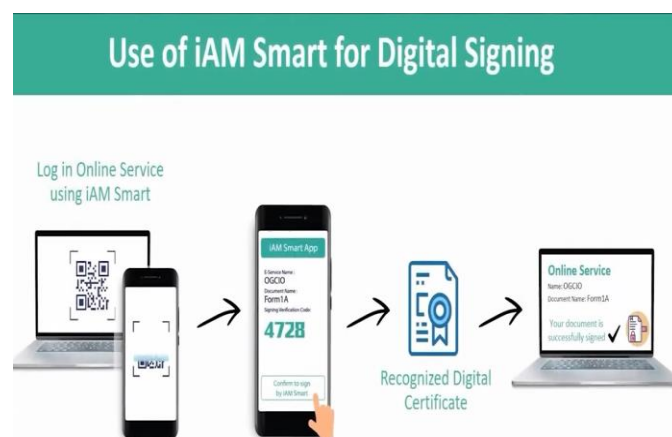 Use of iAM Smart for Digital Signing
Log in Online Service
using iAM Smart
iAM Smart App
E-Service Name:
OGCIO
Document Name:
Form1A
Signing Verification Code:
4728
Confirm to sign
by iAM Smart
Recognized Digital
Certificate
Online Service
Name: OGCIO
Document Name: Form1A
Your document is
successfully signed